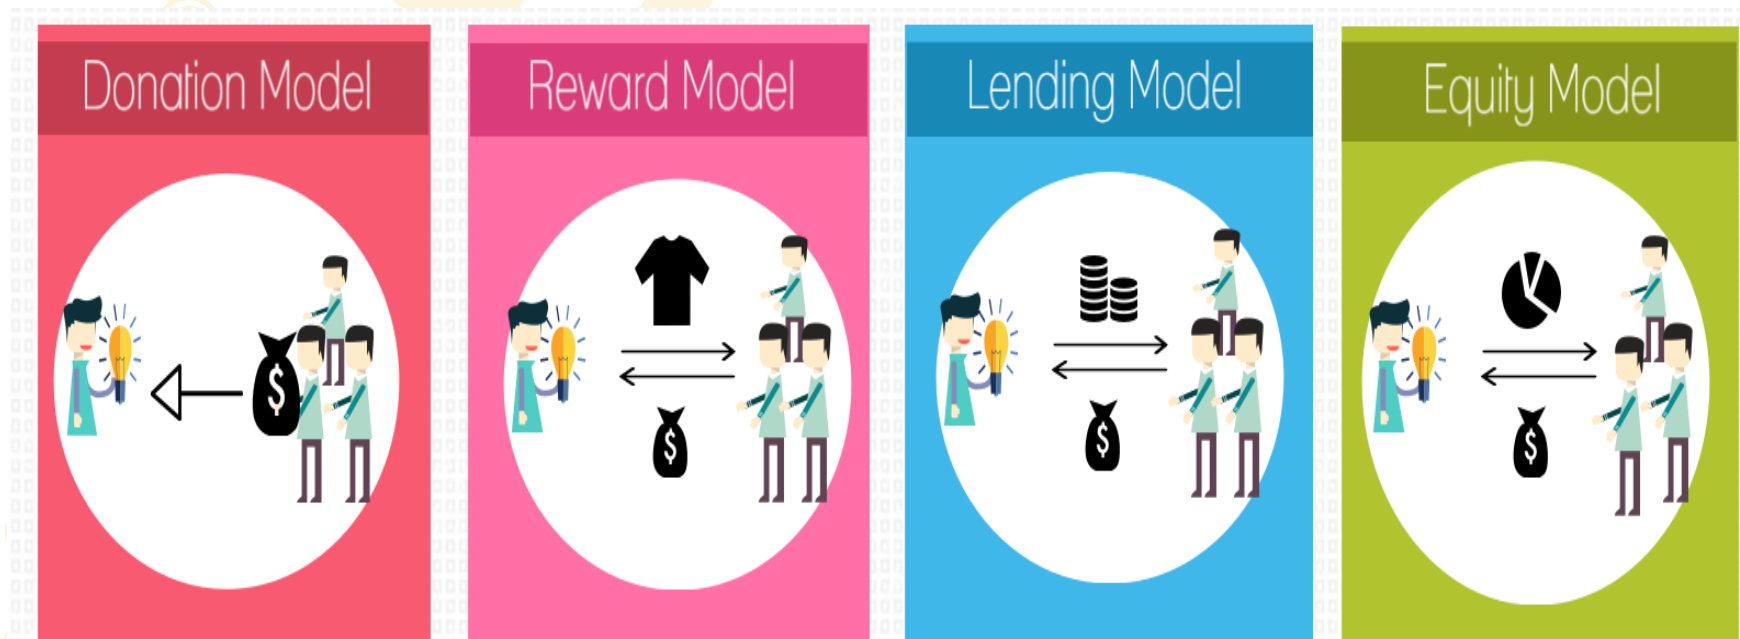 Donation Model
Reward Model
Lending Model
Equity Model
$
$
$
$